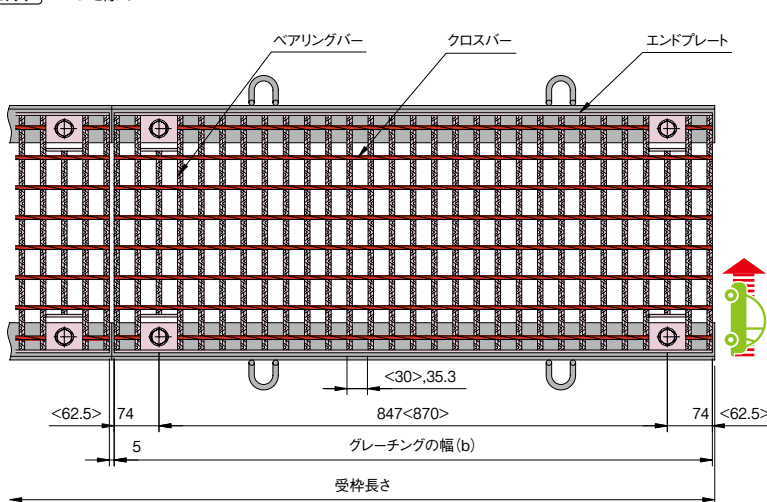 ベアリングバー
クロスバー
エンドプレート
<30>,35.3
<62.5>
74
847<870>
74
<62.5>
5
グレーチングの幅(b)
受枠長さ